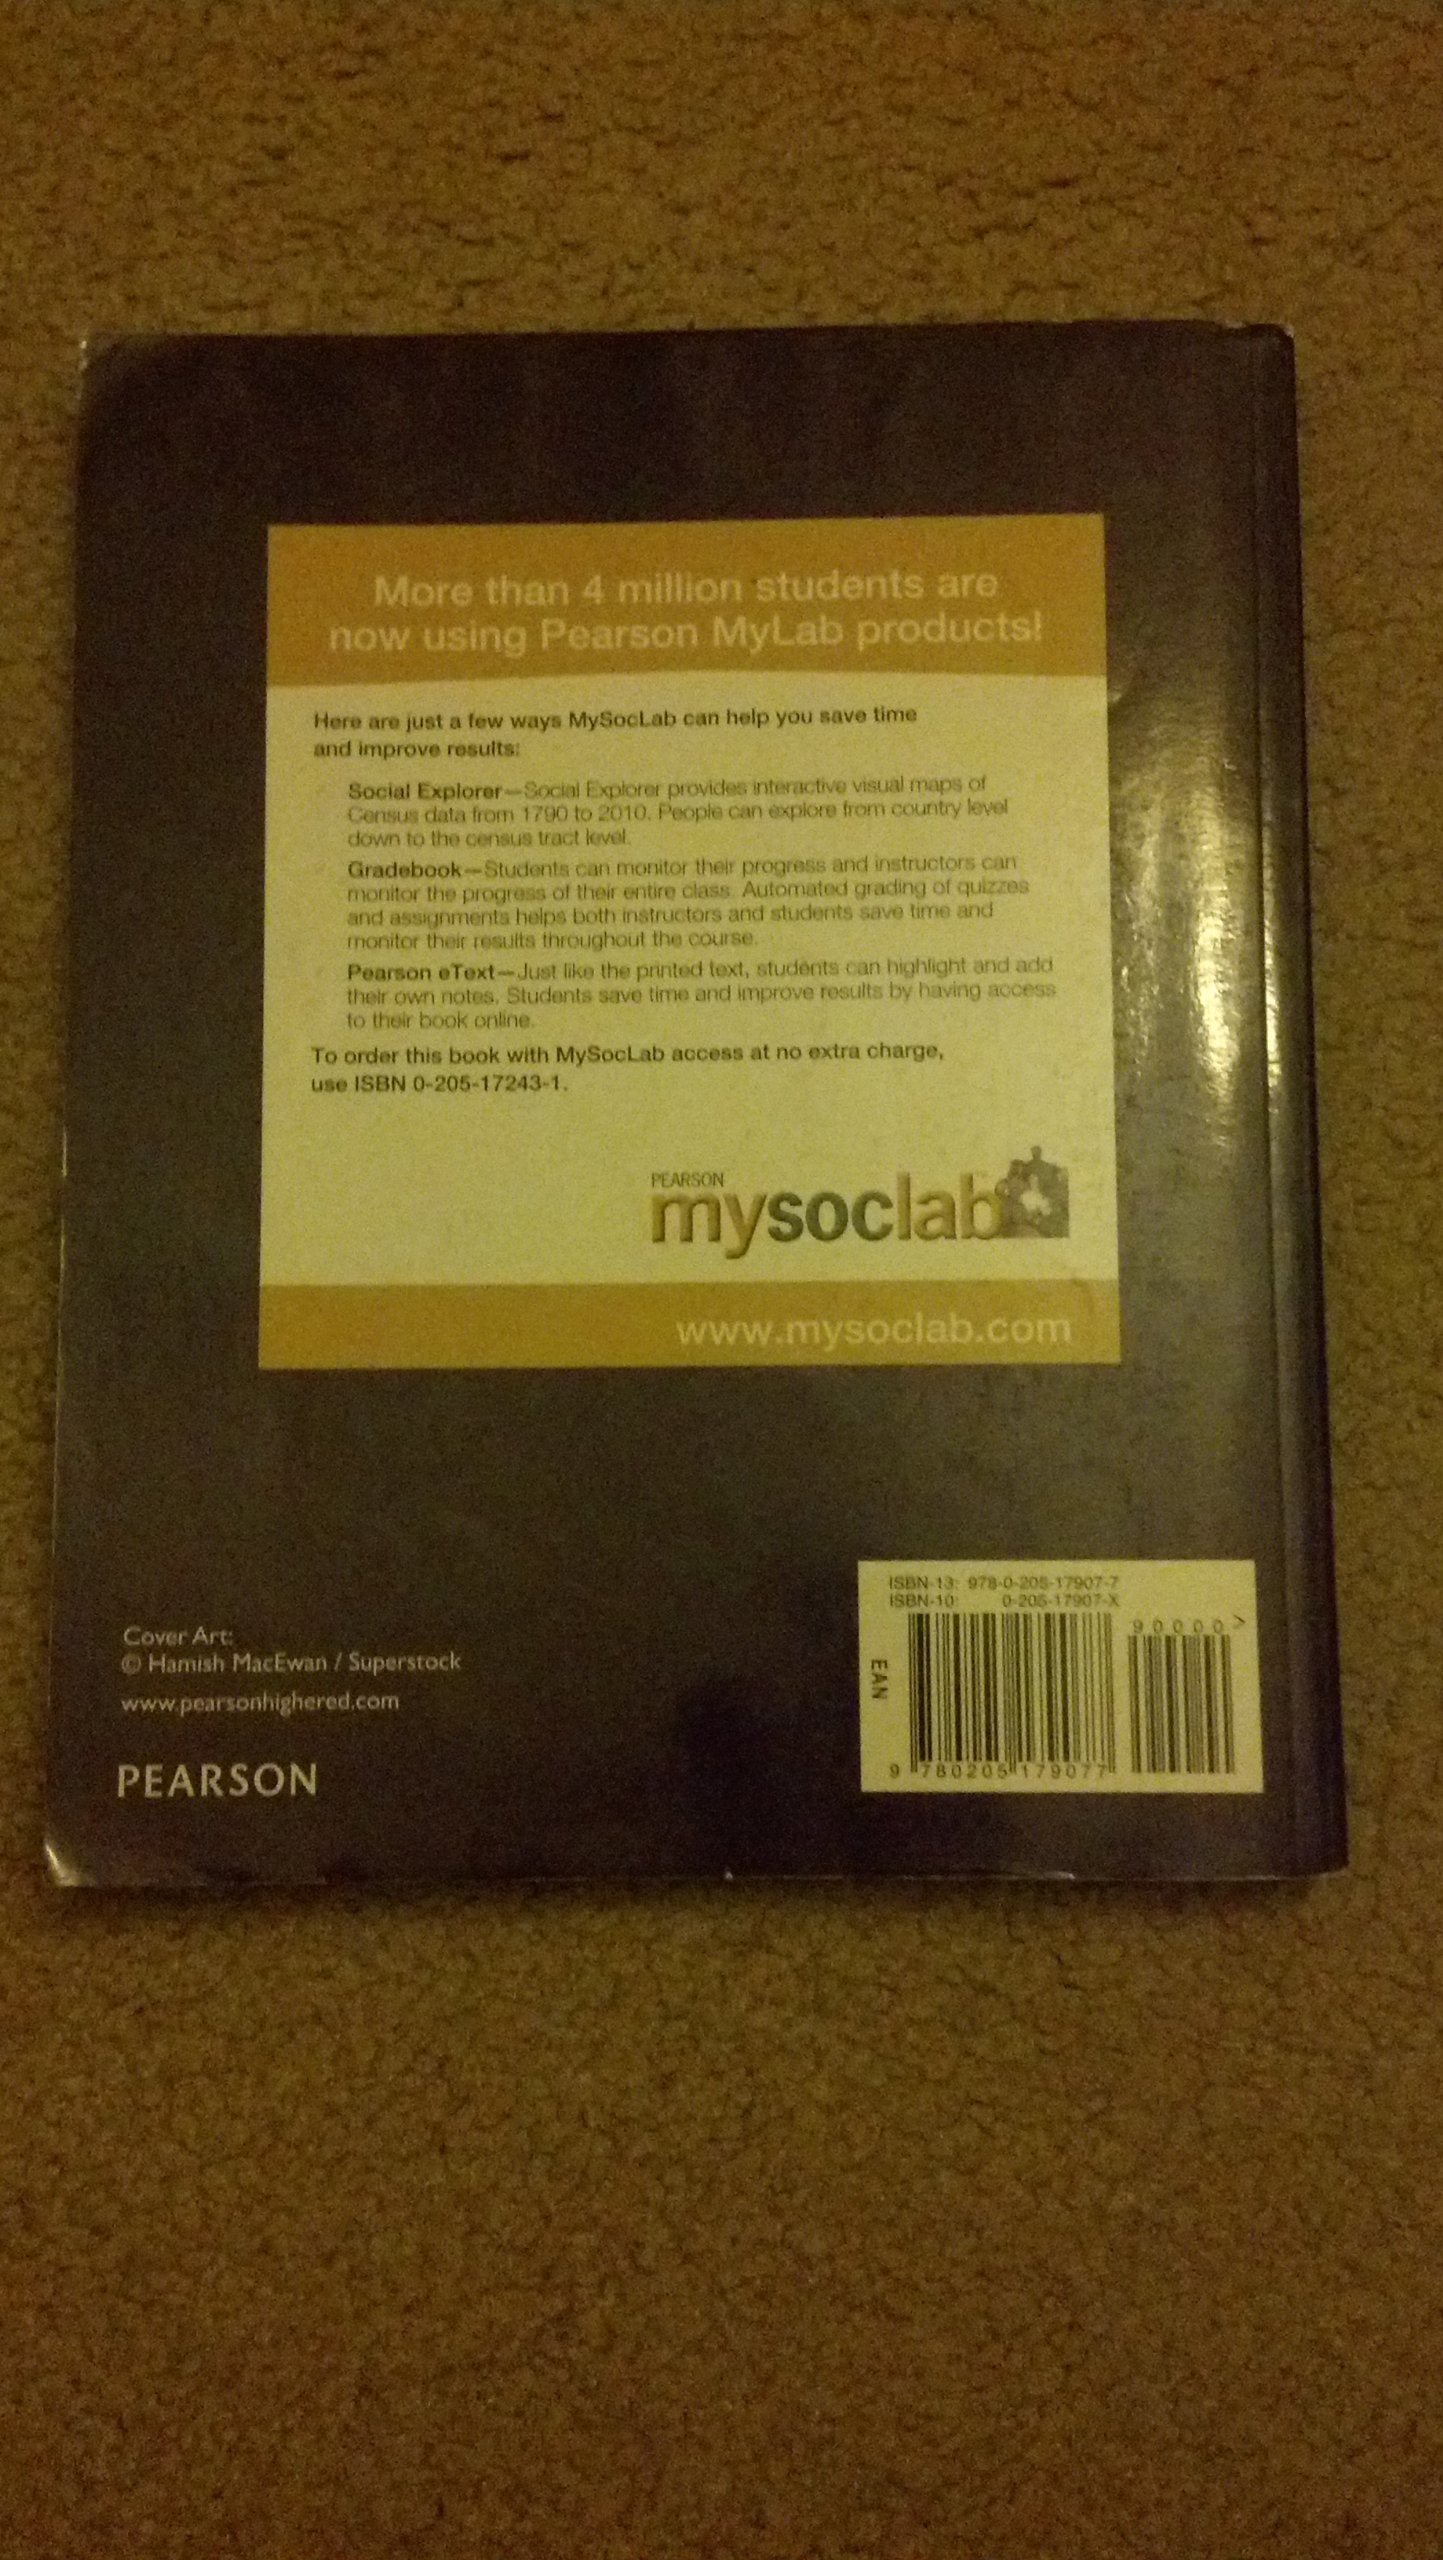 More than 4 million students are
now using Pearson MyLab products!
Here are just a few ways MySocLab can help you save time
and improve results:
Social Explorer—Social Explorer provides interactive visual maps of
Census data from 1790 to 2010. People can explore from country level
down to the census tract level.
Gradebook—Students can monitor their progress and instructors can
monitor the progress of their entire class. Automated grading of quizzes
and assignments helps both instructors and students save time and
monitor their results throughout the course.
Pearson eText—Just like the printed text, students can highlight and add
their own notes. Students save time and improve results by having access
to their book online.
To order this book with MySocLab access at no extra charge,
use ISBN 0-205-17243-1.
PEARSON
mysoclab
www.mysoclab.com
Cover Art:
© Hamish MacEwan / Superstock
www.pearsonhighered.com
PEARSON
ISBN-13: 978-0-205-17907-7
ISBN-10: 0-205-17907-X
90000>
EAN
9 780205 179077